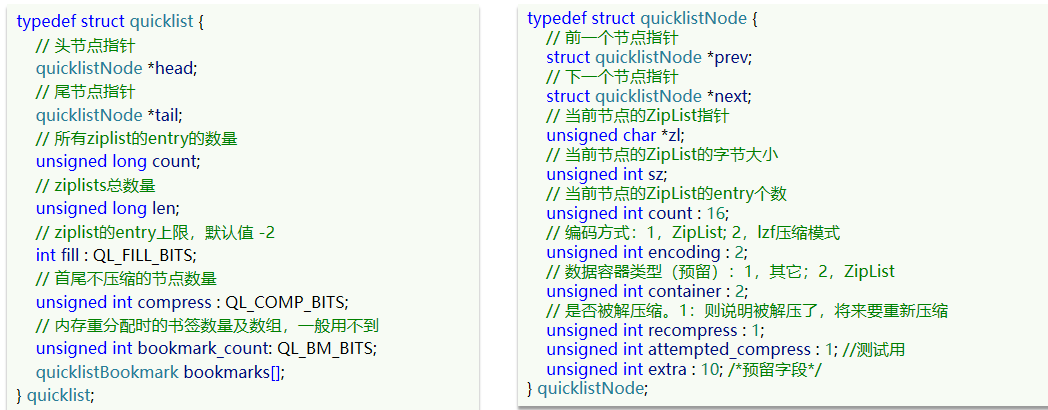 typedef struct quicklist {
// 头节点指针
quicklistNode *head;
// 尾节点指针
quicklistNode *tail;
// 所有ziplist的entry的数量
unsigned long count;
// ziplists总数量
unsigned long len;
// ziplist的entry上限，默认值 -2
int fill : QL_FILL_BITS;
// 首尾不压缩的节点数量
unsigned int compress : QL_COMP_BITS;
// 内存重分配时的书签数量及数组，一般用不到
unsigned int bookmark_count: QL_BM_BITS;
quicklistBookmark bookmarks[];
} quicklist;
typedef struct quicklistNode {
// 前一个节点指针
struct quicklistNode *prev;
// 下一个节点指针
struct quicklistNode *next;
// 当前节点的ZipList指针
unsigned char *zl;
// 当前节点的ZipList的字节大小
unsigned int sz;
// 当前节点的ZipList的entry个数
unsigned int count : 16;
// 编码方式：1，ZipList; 2，lzf压缩模式
unsigned int encoding : 2;
// 数据容器类型（预留）：1，其它；2，ZipList
unsigned int container : 2;
// 是否被解压缩。1：则说明被解压了，将来要重新压缩
unsigned int recompress : 1;
unsigned int attempted_compress : 1; //测试用
unsigned int extra : 10; /*预留字段*/
} quicklistNode;